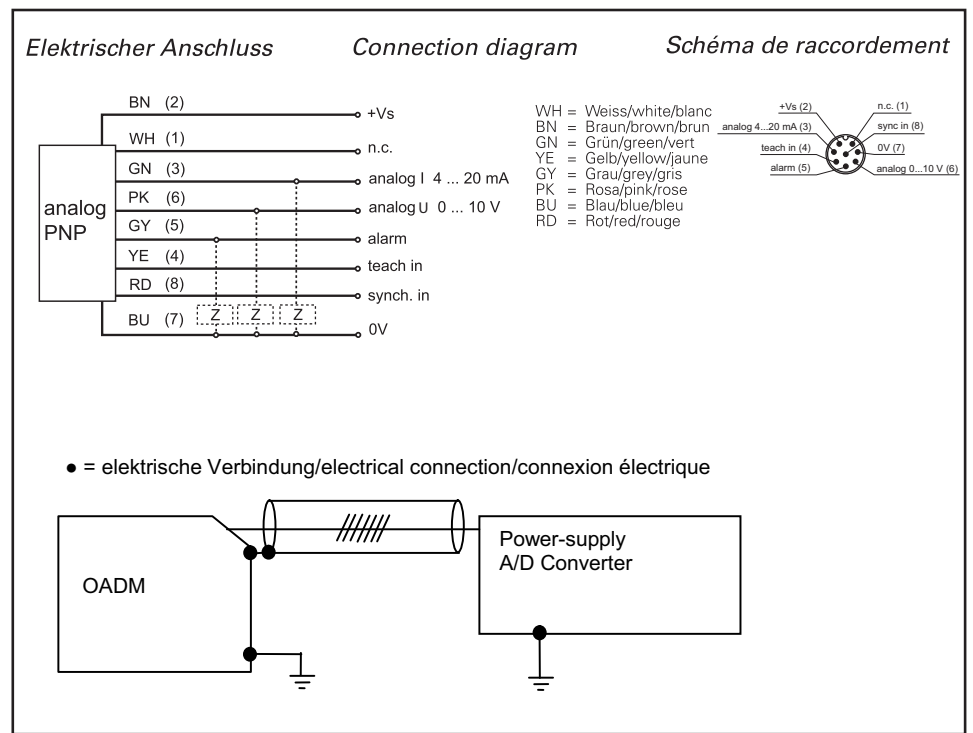 Elektrischer Anschluss
Connection diagram
Schéma de raccordement
BN (2)
+Vs
WH (1)
n.c.
GN (3)
analog I 4 ... 20 mA
PK (6)
analog U 0 ... 10 V
GY (5)
alarm
YE (4)
teach in
RD (8)
synch. in
BU (7)
0V
analog
PNP
Z Z Z
WH = Weiss/white/blanc
BN = Braun/brown/brun
GN = Grün/green/vert
YE = Gelb/yellow/jaune
GY = Grau/grey/gris
PK = Rosa/pink/rose
BU = Blau/blue/bleu
RD = Rot/red/rouge
+Vs (2)
n.c. (1)
analog 4...20 mA (3)
sync in (8)
teach in (4)
0V (7)
alarm (5)
analog 0...10 V (6)
● = elektrische Verbindung/electrical connection/connexion électrique
OADM
Power-supply
A/D Converter